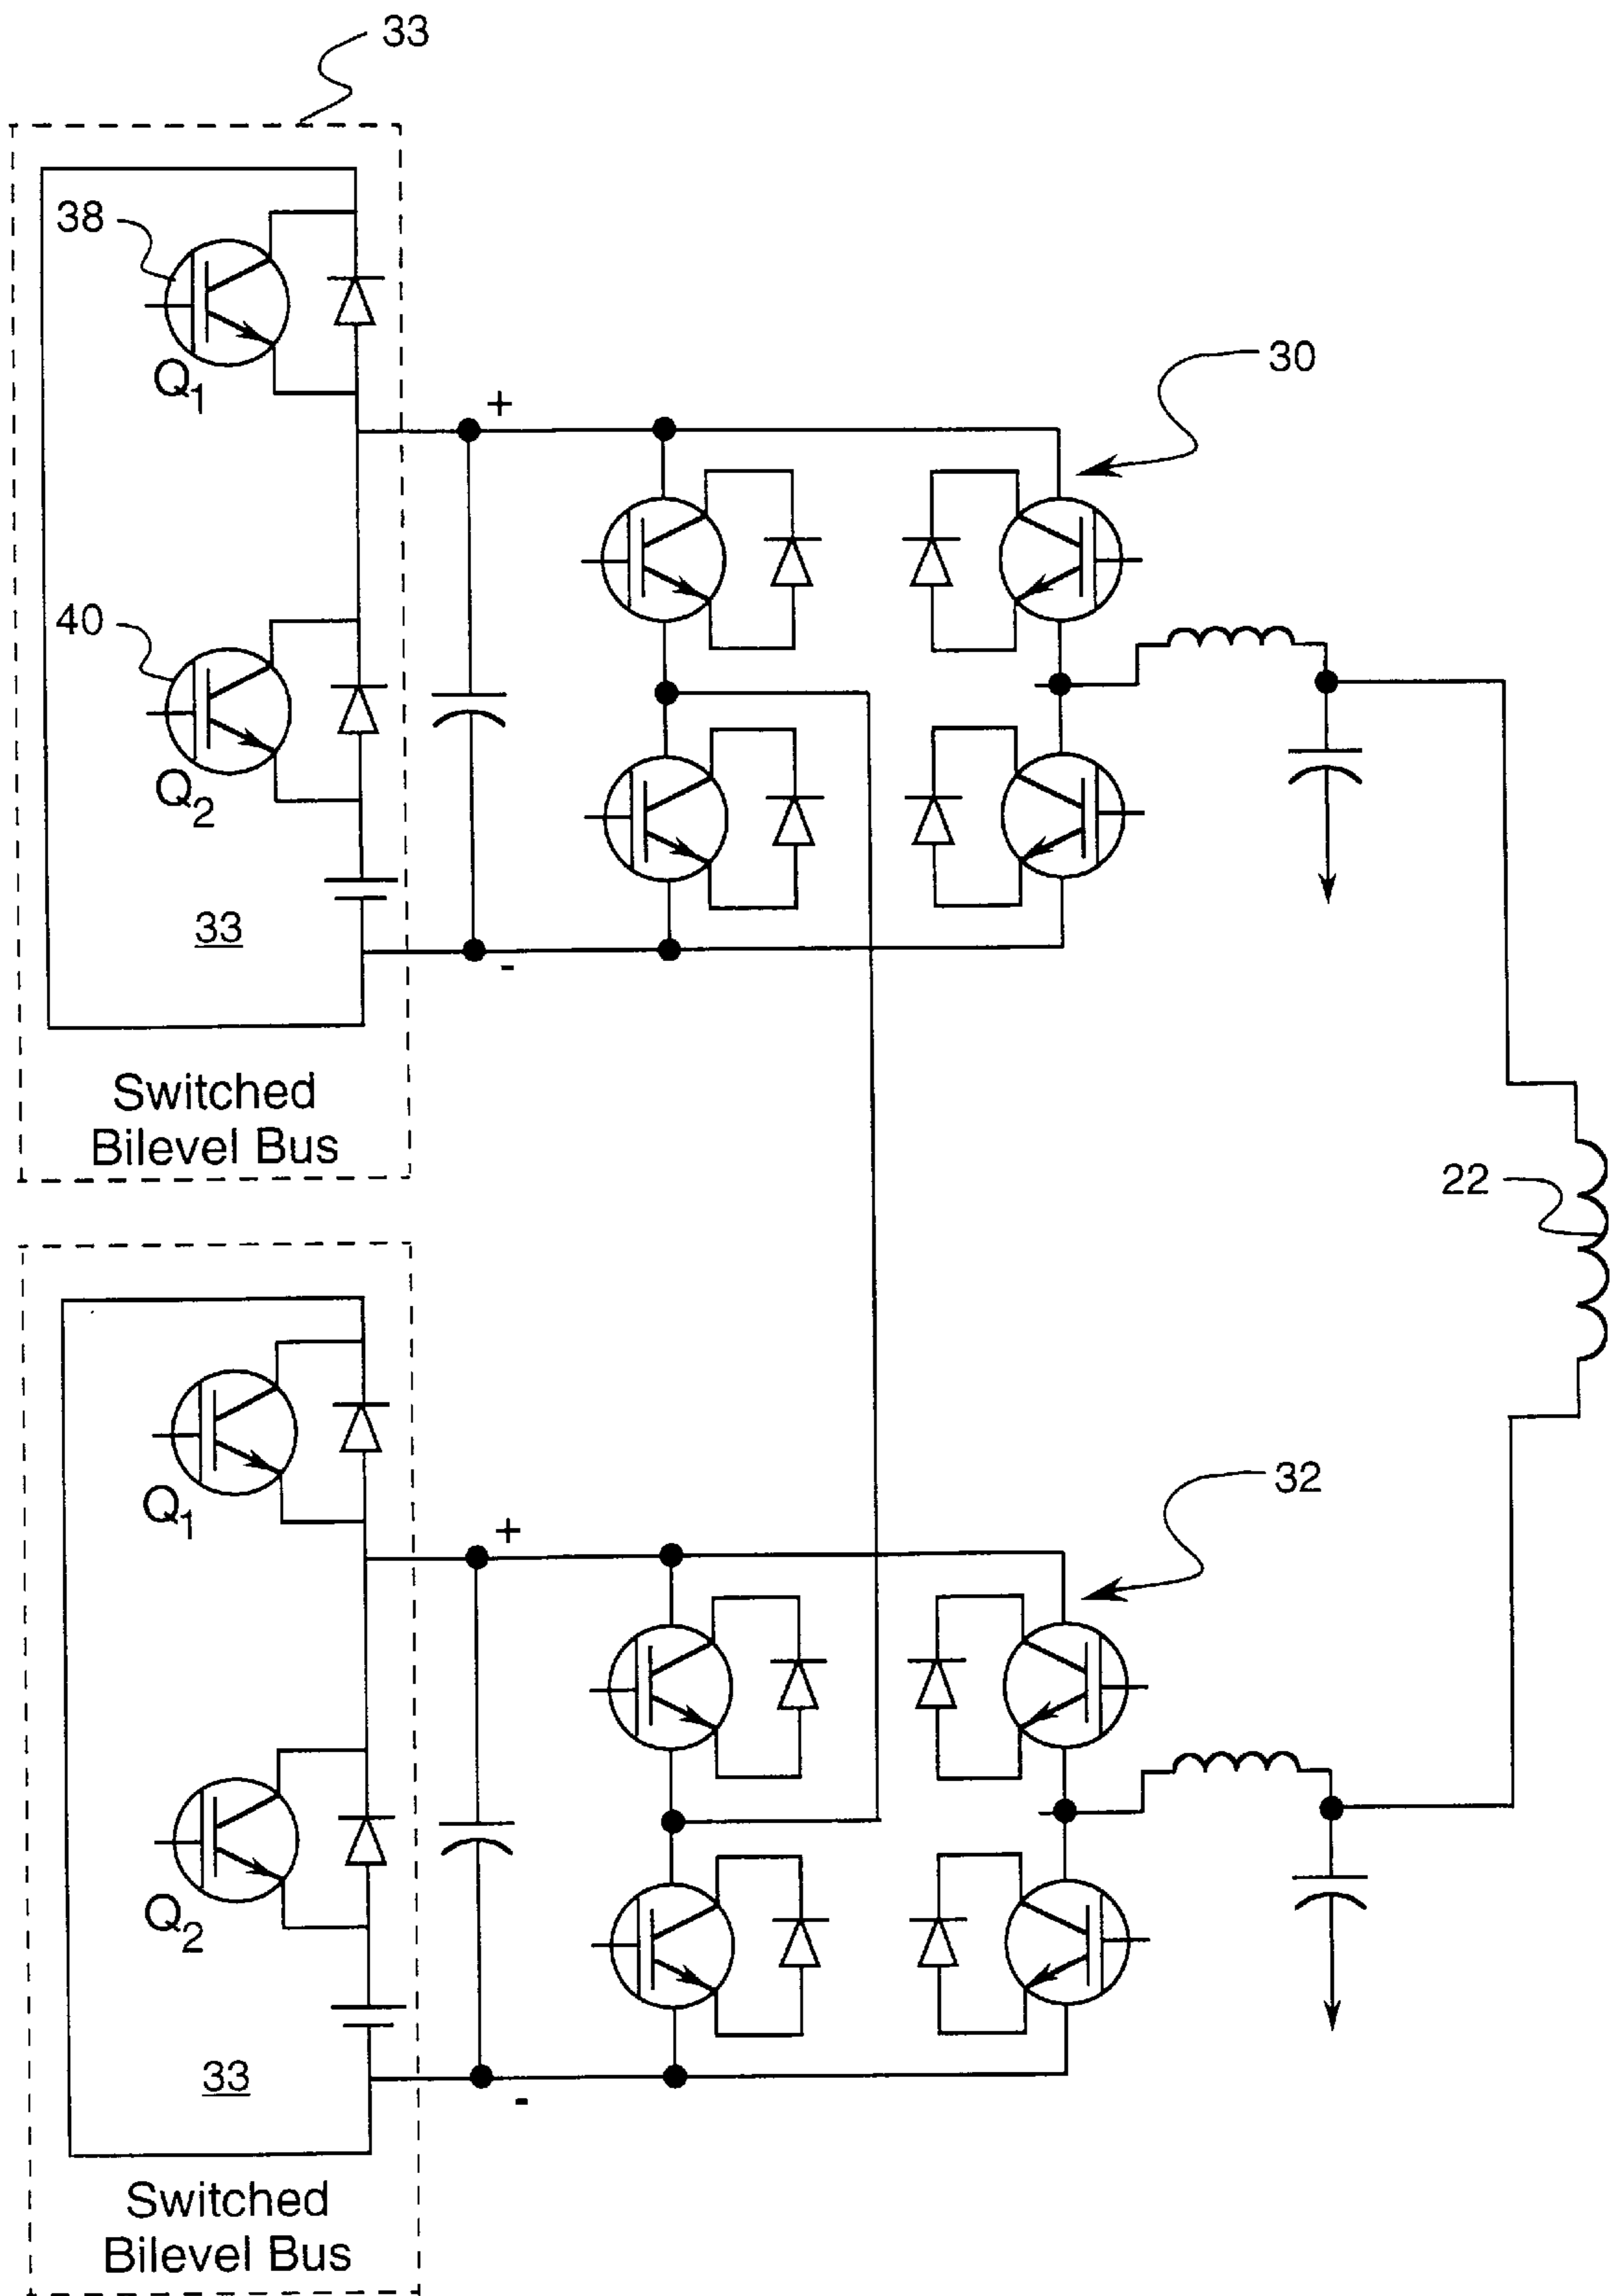 33
38
Q1
+
30
40
Q2
33
-
Switched
Bilevel Bus
22
Q1
+
32
Q2
33
-
Switched
Bilevel Bus